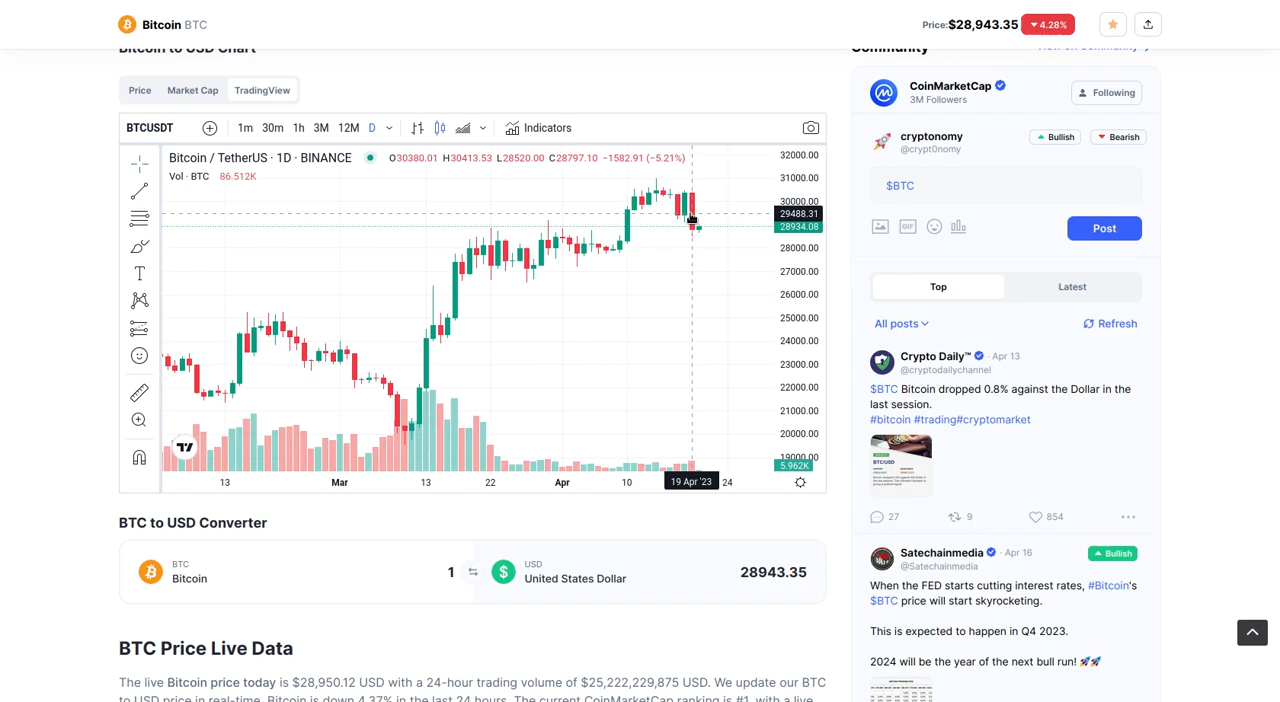 Bitcoin BTC
Price:$28,943.35 4.28%
Bitcoin to USD Chart
Price Market Cap TradingView
BTCUSDT 1m 30m 1h 3M 12M D Indicators
Bitcoin / TetherUS · 1D · BINANCE O30380.01 H30413.53 L28520.00 C28797.10 −1582.91 (−5.21%)
Vol · BTC 86.512K
32000.00
31000.00
30000.00
29488.31
28934.08
28000.00
27000.00
26000.00
25000.00
24000.00
23000.00
22000.00
21000.00
20000.00
19000.00
5.962K
13 Mar 13 22 Apr 10 19 Apr '23 24
BTC to USD Converter
BTC
Bitcoin
1
USD
United States Dollar
28943.35
BTC Price Live Data
The live Bitcoin price today is $28,950.12 USD with a 24-hour trading volume of $25,222,229,875 USD. We update our BTC
to USD price in real-time. Bitcoin is down 4.37% in the last 24 hours. The current CoinMarketCap ranking is #1, with a live
Community View on Community
CoinMarketCap
3M Followers
Following
cryptonomy
@crypt0nomy
Bullish Bearish
$BTC
GIF
Post
Top Latest
All posts Refresh
Crypto Daily™ · Apr 13
@cryptodailychannel
$BTC Bitcoin dropped 0.8% against the Dollar in the
last session.
#bitcoin #trading#cryptomarket
BTC/USD
27 9 854
Satechainmedia · Apr 16
@Satechainmedia
Bullish
When the FED starts cutting interest rates, #Bitcoin's
$BTC price will start skyrocketing.
This is expected to happen in Q4 2023.
2024 will be the year of the next bull run! 🚀🚀